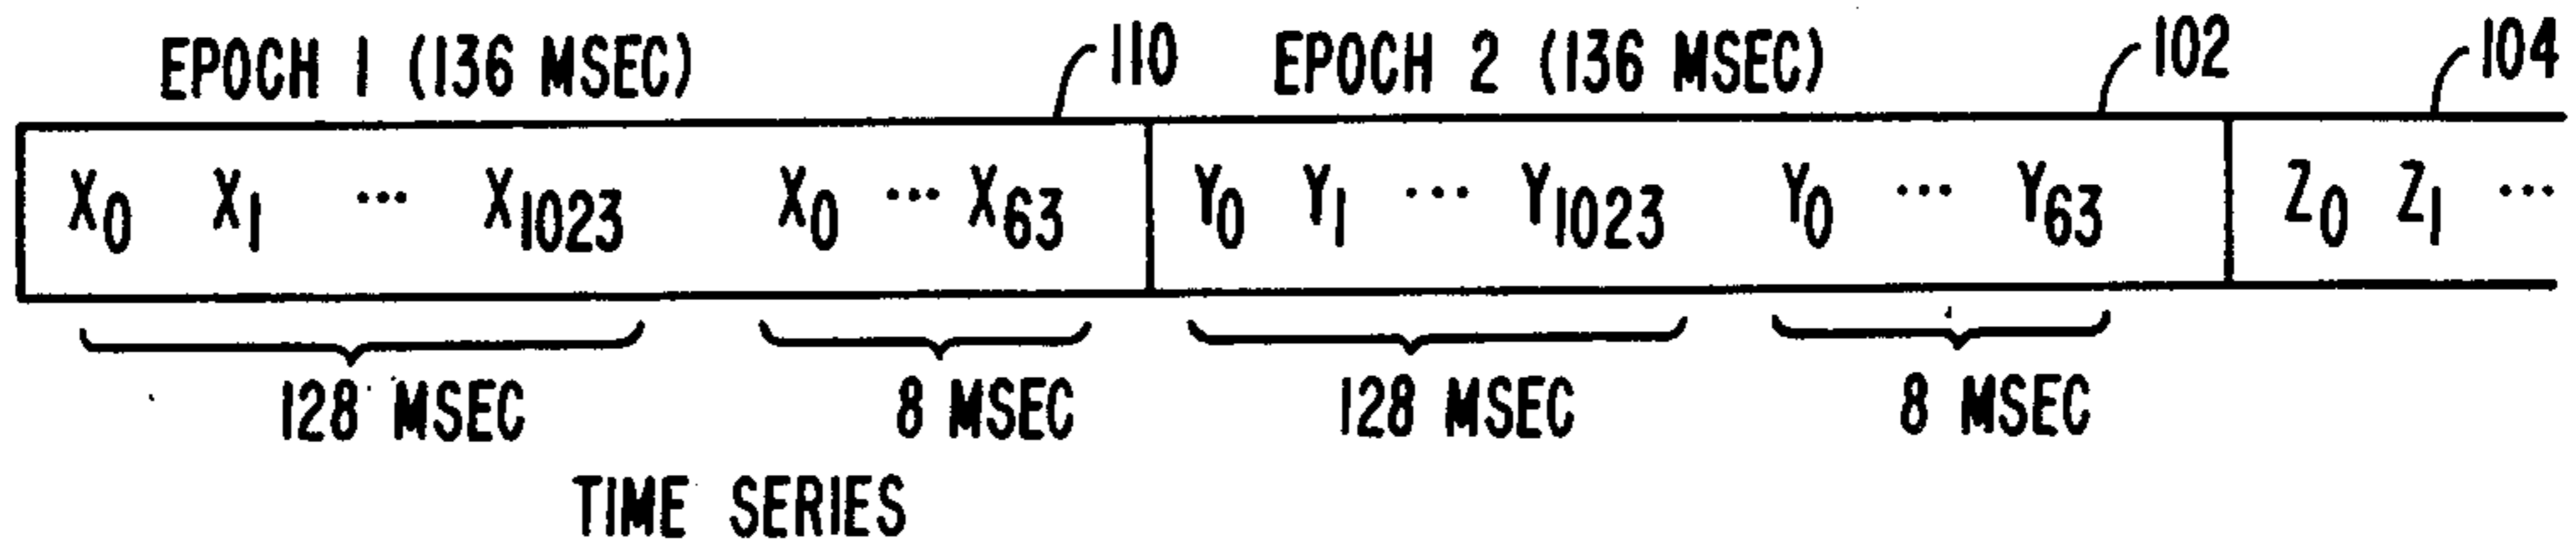 EPOCH 1 (136 MSEC) 110 EPOCH 2 (136 MSEC) 102 104
X0 X1 ... X1023 X0 ... X63 Y0 Y1 ... Y1023 Y0 ... Y63 Z0 Z1 ...
128 MSEC 8 MSEC 128 MSEC 8 MSEC
TIME SERIES